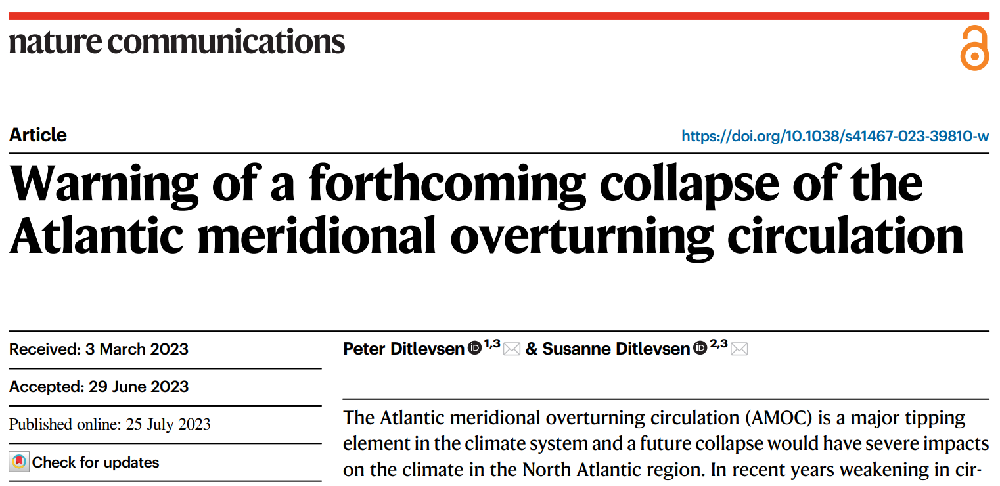 nature communications
Article
https://doi.org/10.1038/s41467-023-39810-w
Warning of a forthcoming collapse of the
Atlantic meridional overturning circulation
Received: 3 March 2023
Accepted: 29 June 2023
Published online: 25 July 2023
Check for updates
Peter Ditlevsen iD 1,3 & Susanne Ditlevsen iD 2,3
The Atlantic meridional overturning circulation (AMOC) is a major tipping
element in the climate system and a future collapse would have severe impacts
on the climate in the North Atlantic region. In recent years weakening in cir-